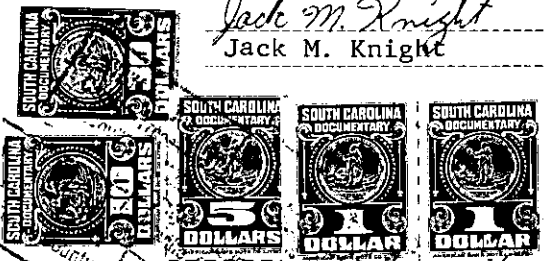 Jack M. Knight
Jack M. Knight
SOUTH CAROLINA
DOCUMENTARY
DOLLARS
SOUTH CAROLINA
DOCUMENTARY
DOLLARS
SOUTH CAROLINA
DOCUMENTARY
5
DOLLARS
SOUTH CAROLINA
DOCUMENTARY
1
DOLLAR
SOUTH CAROLINA
DOCUMENTARY
1
DOLLAR